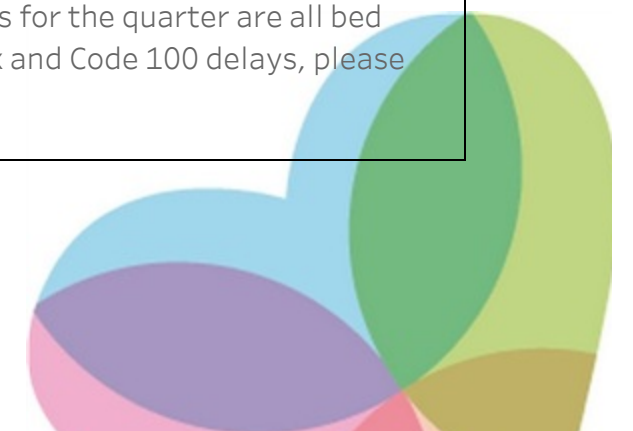 s for the quarter are all bed
and Code 100 delays, please